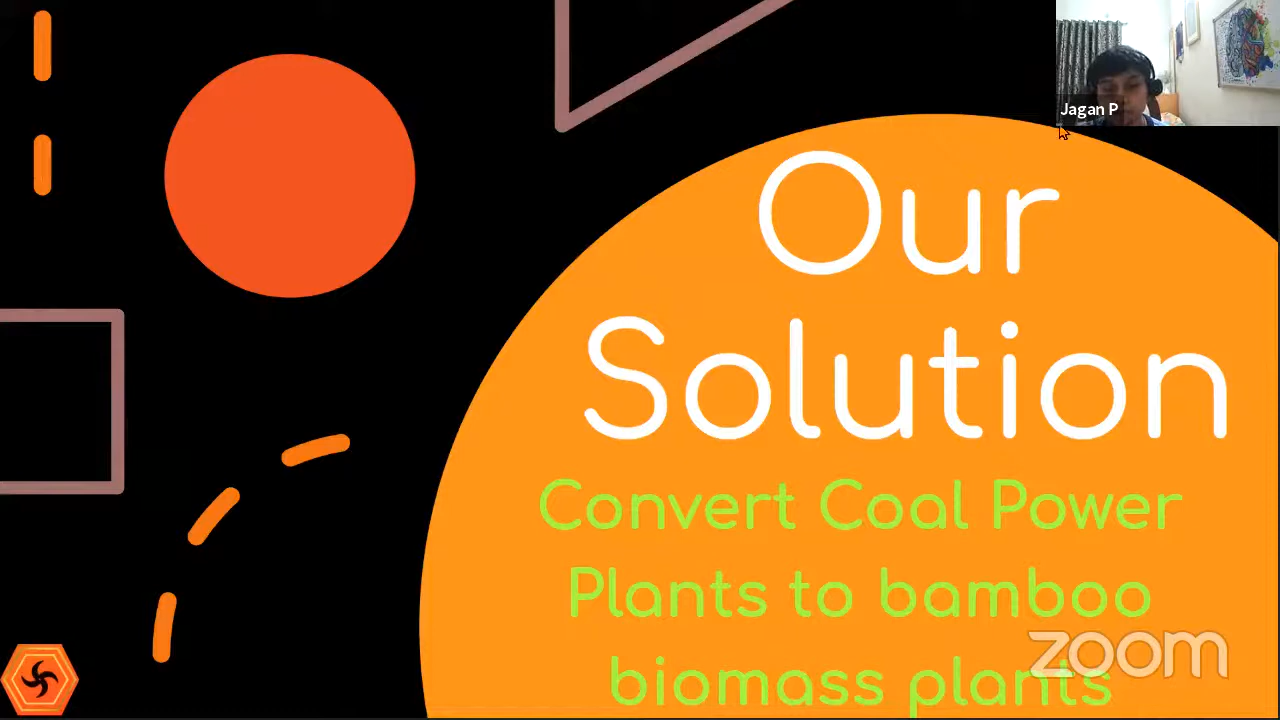 Jagan P
Our
Solution
Convert Coal Power
Plants to bamboo
biomass plants
zoom